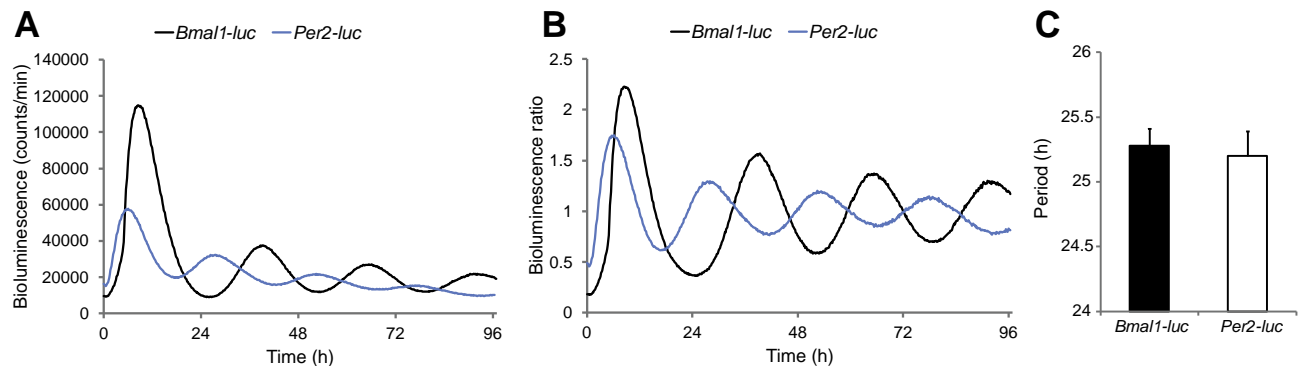 A
Bmal1-luc Per2-luc
Bioluminescence (counts/min)
140000
120000
100000
80000
60000
40000
20000
0
0 24 48 72 96
Time (h)
B
Bmal1-luc Per2-luc
Bioluminescence ratio
2.5
2
1.5
1
0.5
0
0 24 48 72 96
Time (h)
C
Period (h)
26
25.5
25
24.5
24
Bmal1-luc Per2-luc